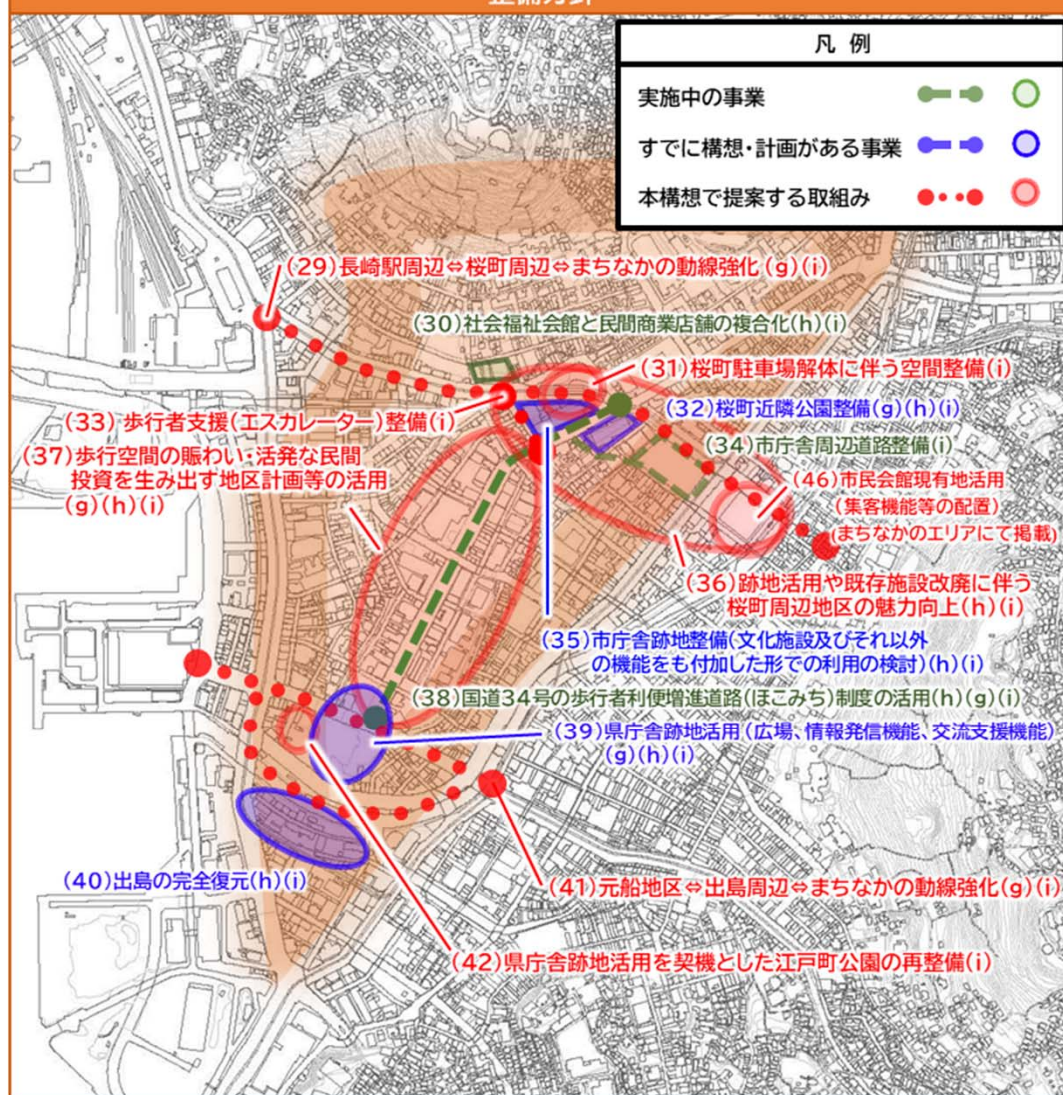 整備方針
凡 例
実施中の事業
すでに構想・計画がある事業
本構想で提案する取組み
(29)長崎駅周辺⇔桜町周辺⇔まちなかの動線強化(g)(i)
(30)社会福祉会館と民間商業店舗の複合化(h)(i)
(31)桜町駐車場解体に伴う空間整備(i)
(32)桜町近隣公園整備(g)(h)(i)
(33)歩行者支援(エスカレーター)整備(i)
(34)市庁舎周辺道路整備(i)
(37)歩行空間の賑わい・活発な民間
投資を生み出す地区計画等の活用
(g)(h)(i)
(46)市民会館現有地活用
(集客機能等の配置)
(まちなかのエリアにて掲載)
(36)跡地活用や既存施設改廃に伴う
桜町周辺地区の魅力向上(h)(i)
(35)市庁舎跡地整備(文化施設及びそれ以外
の機能をも付加した形での利用の検討)(h)(i)
(38)国道34号の歩行者利便増進道路(ほこみち)制度の活用(h)(g)(i)
(39)県庁舎跡地活用(広場、情報発信機能、交流支援機能)
(g)(h)(i)
(40)出島の完全復元(h)(i)
(41)元船地区⇔出島周辺⇔まちなかの動線強化(g)(i)
(42)県庁舎跡地活用を契機とした江戸町公園の再整備(i)